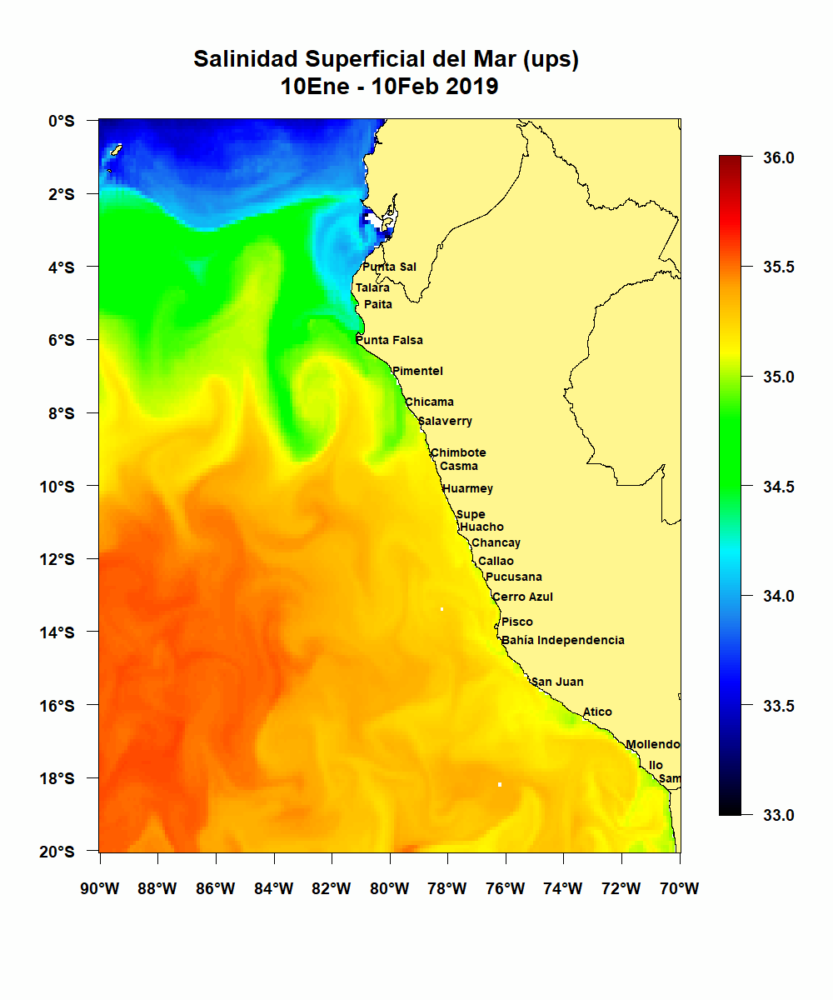 Salinidad Superficial del Mar (ups)
10Ene - 10Feb 2019
0°S
2°S
4°S
6°S
8°S
10°S
12°S
14°S
16°S
18°S
20°S
Punta Sal
Talara
Paita
Punta Falsa
Pimentel
Chicama
Salaverry
Chimbote
Casma
Huarmey
Supe
Huacho
Chancay
Callao
Pucusana
Cerro Azul
Pisco
Bahía Independencia
San Juan
Atico
Mollendo
Ilo
Sam
36.0
35.5
35.0
34.5
34.0
33.5
33.0
90°W 88°W 86°W 84°W 82°W 80°W 78°W 76°W 74°W 72°W 70°W